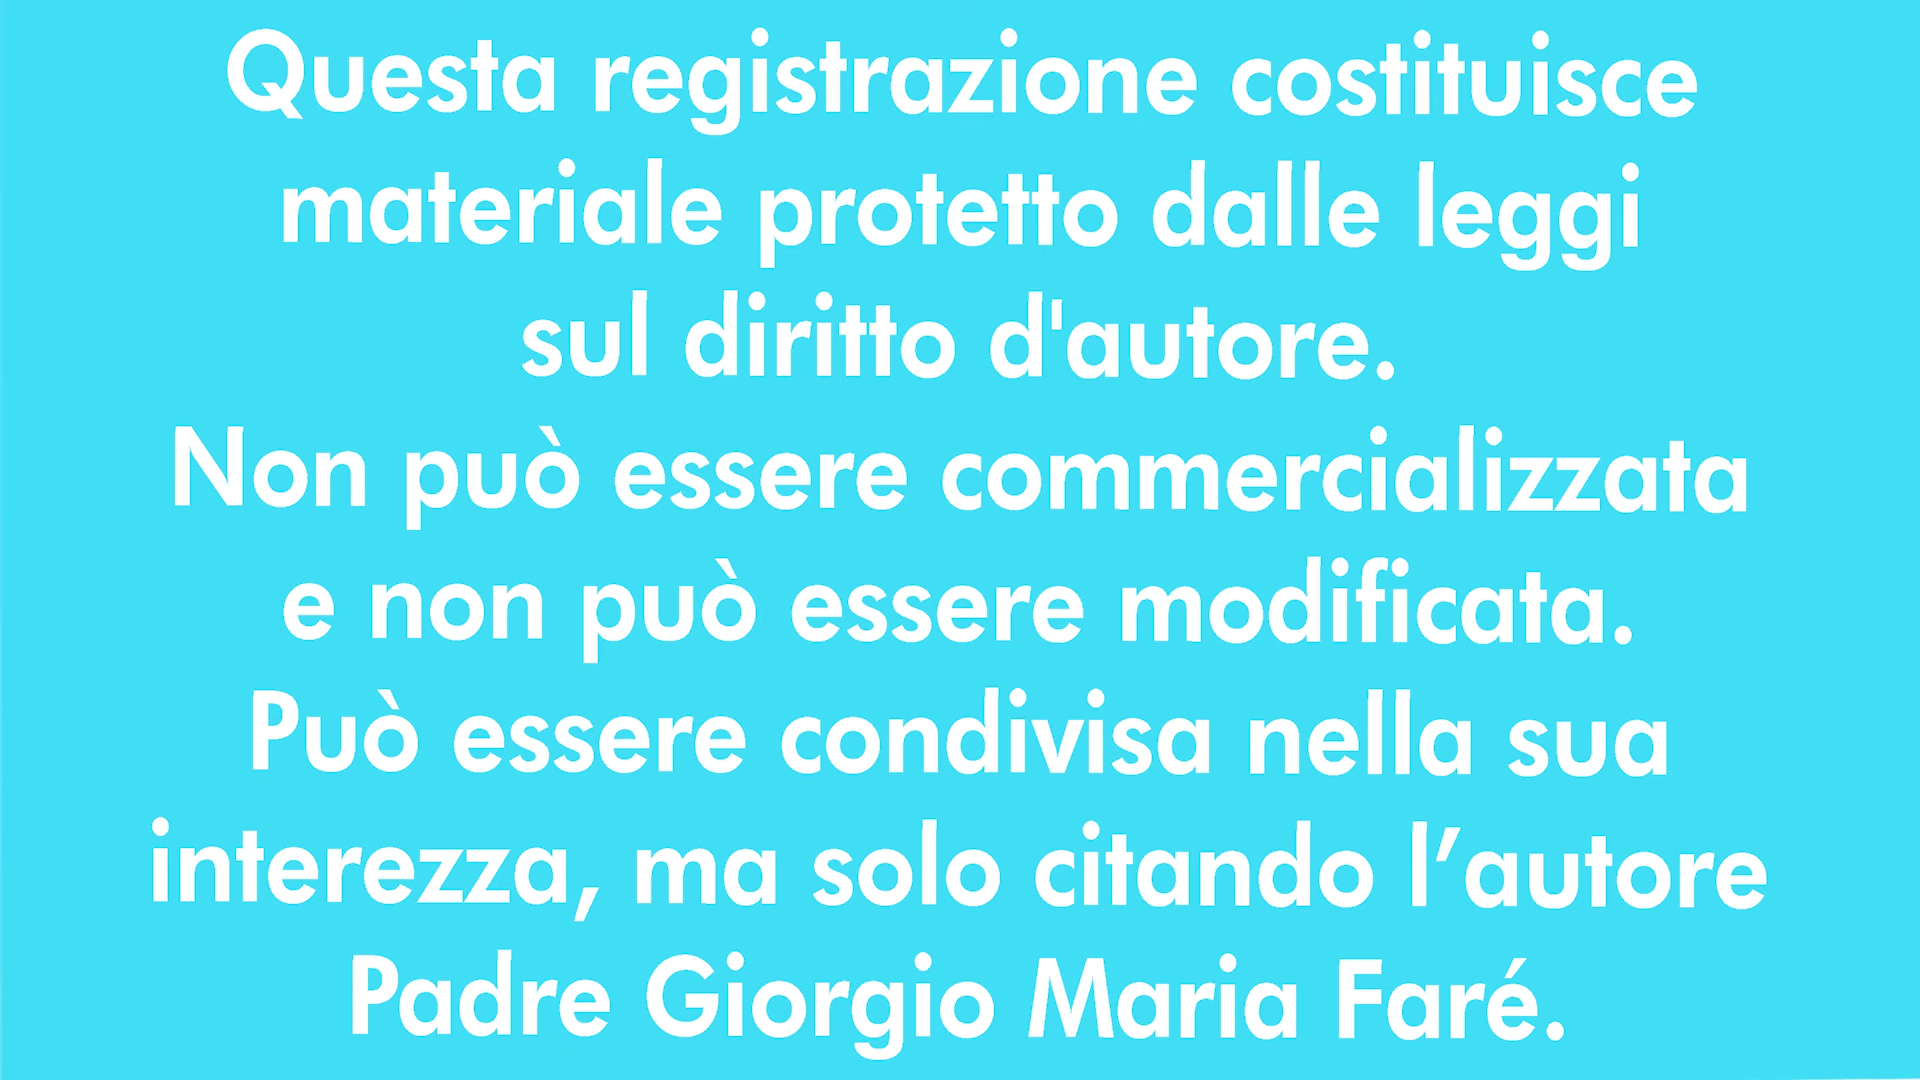 Questa registrazione costituisce
materiale protetto dalle leggi
sul diritto d'autore.
Non può essere commercializzata
e non può essere modificata.
Può essere condivisa nella sua
interezza, ma solo citando l’autore
Padre Giorgio Maria Faré.